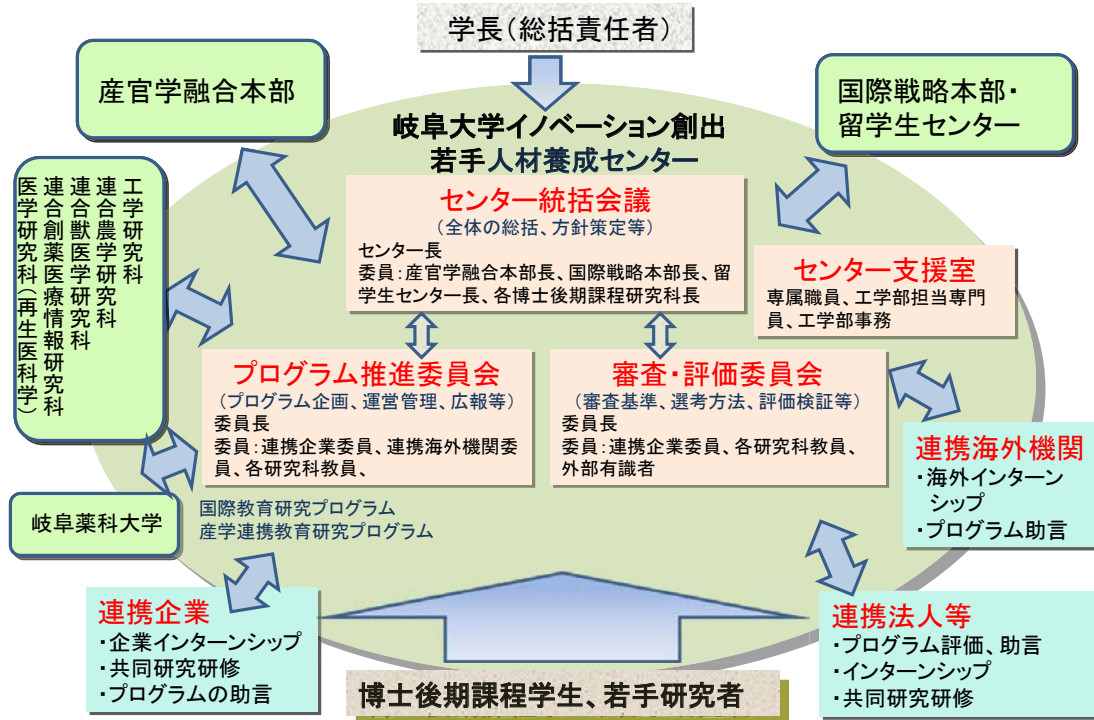 学長（総括責任者）
産官学融合本部
国際戦略本部・
留学生センター
岐阜大学イノベーション創出
若手人材養成センター
センター統括会議
（全体の総括、方針策定等）
センター長
委員：産官学融合本部長、国際戦略本部長、留
学生センター長、各博士後期課程研究科長
センター支援室
専属職員、工学部担当専門
員、工学部事務
工学研究科
連合農学研究科
連合獣医学研究科
連合創薬医療情報研究科
医学研究科（再生医科学）
プログラム推進委員会
（プログラム企画、運営管理、広報等）
委員長
委員：連携企業委員、連携海外機関委
員、各研究科教員、
審査・評価委員会
（審査基準、選考方法、評価検証等）
委員長
委員：連携企業委員、各研究科教員、
外部有識者
連携海外機関
・海外インターン
シップ
・プログラム助言
岐阜薬科大学
国際教育研究プログラム
産学連携教育研究プログラム
連携企業
・企業インターンシップ
・共同研究研修
・プログラムの助言
連携法人等
・プログラム評価、助言
・インターンシップ
・共同研究研修
博士後期課程学生、若手研究者